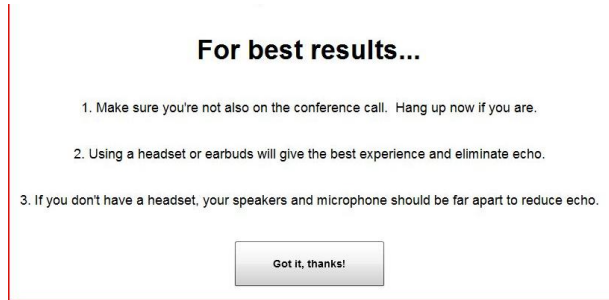 For best results...
1. Make sure you're not also on the conference call.  Hang up now if you are.
2. Using a headset or earbuds will give the best experience and eliminate echo.
3. If you don't have a headset, your speakers and microphone should be far apart to reduce echo.
Got it, thanks!